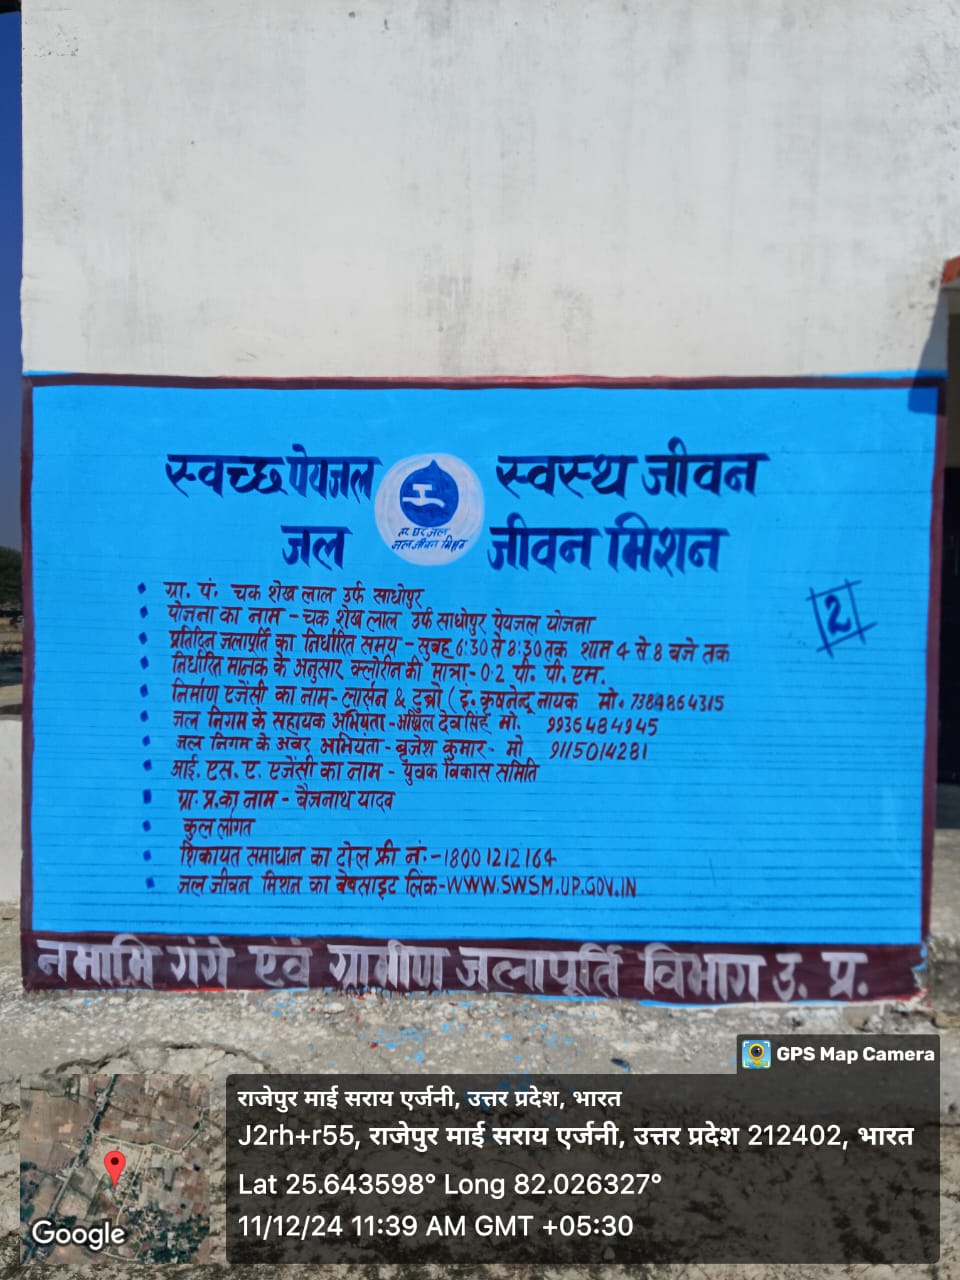 स्वच्छ पेयजल स्वस्थ जीवन
जल जीवन मिशन
हर घर जल
जल जीवन मिशन
2
ग्रा. पं. चक शेख लाल उर्फ साधोपुर
योजना का नाम - चक शेख लाल उर्फ साधोपुर पेयजल योजना
प्रतिदिन जलापूर्ति का निर्धारित समय - सुबह 6:30 से 8:30 तक शाम 4 से 8 बजे तक
निर्धारित मानक के अनुसार क्लोरीन की मात्रा - 0.2 पी. पी. एम.
निर्माण एजेंसी का नाम - लार्सन & टुब्रो (इं. कृषनेन्दू नायक मो. 7384864315
जल निगम के सहायक अभियंता - अखिल देव सिंह मो. 9936484945
जल निगम के अवर अभियंता - बृजेश कुमार - मो 9115014281
आई. एस. ए. एजेंसी का नाम - युवक विकास समिति
ग्रा. प्र. का नाम - बैजनाथ यादव
कुल लागत
शिकायत समाधान का टोल फ्री नं. - 18001212164
जल जीवन मिशन का बेवसाइट लिंक - WWW.SWSM.UP.GOV.IN
नमामि गंगे एवं ग्रामीण जलापूर्ति विभाग उ. प्र.
GPS Map Camera
राजेपुर माई सराय एर्जनी, उत्तर प्रदेश, भारत
J2rh+r55, राजेपुर माई सराय एर्जनी, उत्तर प्रदेश 212402, भारत
Lat 25.643598° Long 82.026327°
11/12/24 11:39 AM GMT +05:30
Google